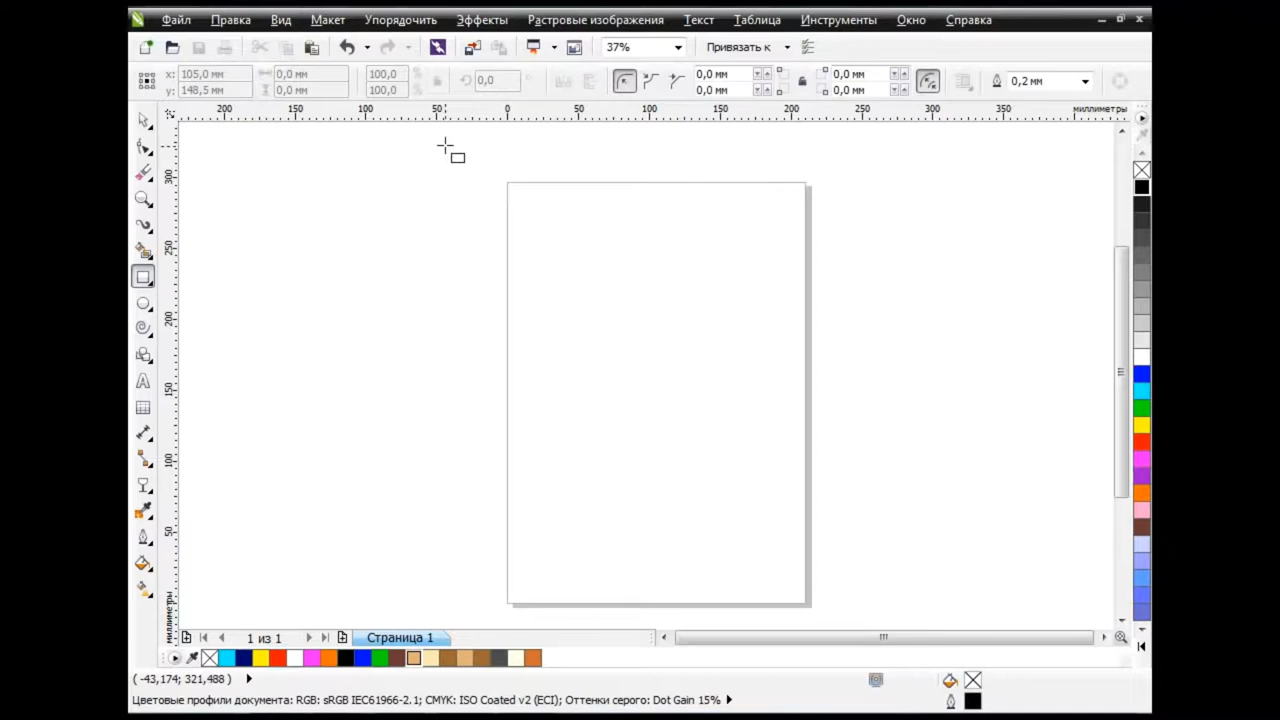 Файл Правка Вид Макет Упорядочить Эффекты Растровые изображения Текст Таблица Инструменты Окно Справка
37% Привязать к
x: 105,0 мм 0,0 мм 100,0 % 0,0 ° 0,0 мм 0,0 мм 0,2 мм
y: 148,5 мм 0,0 мм 100,0 % 0,0 мм 0,0 мм
200 150 100 50 0 50 100 150 200 250 300 350 миллиметры
300
250
200
150
100
50
миллиметры
1 из 1 Страница 1
( -43,174; 321,488 )
Цветовые профили документа: RGB: sRGB IEC61966-2.1; CMYK: ISO Coated v2 (ECI); Оттенки серого: Dot Gain 15%